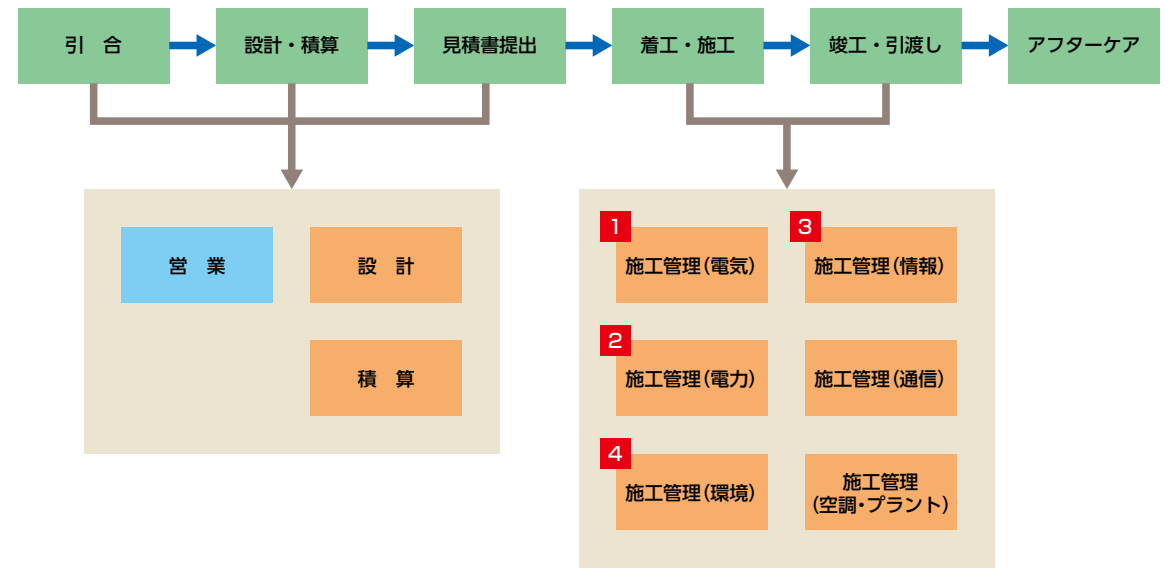 引　合
設計・積算
見積書提出
着工・施工
竣工・引渡し
アフターケア
営　業
設　計
積　算
1
施工管理(電気)
3
施工管理(情報)
2
施工管理(電力)
施工管理(通信)
4
施工管理(環境)
施工管理
(空調・プラント)